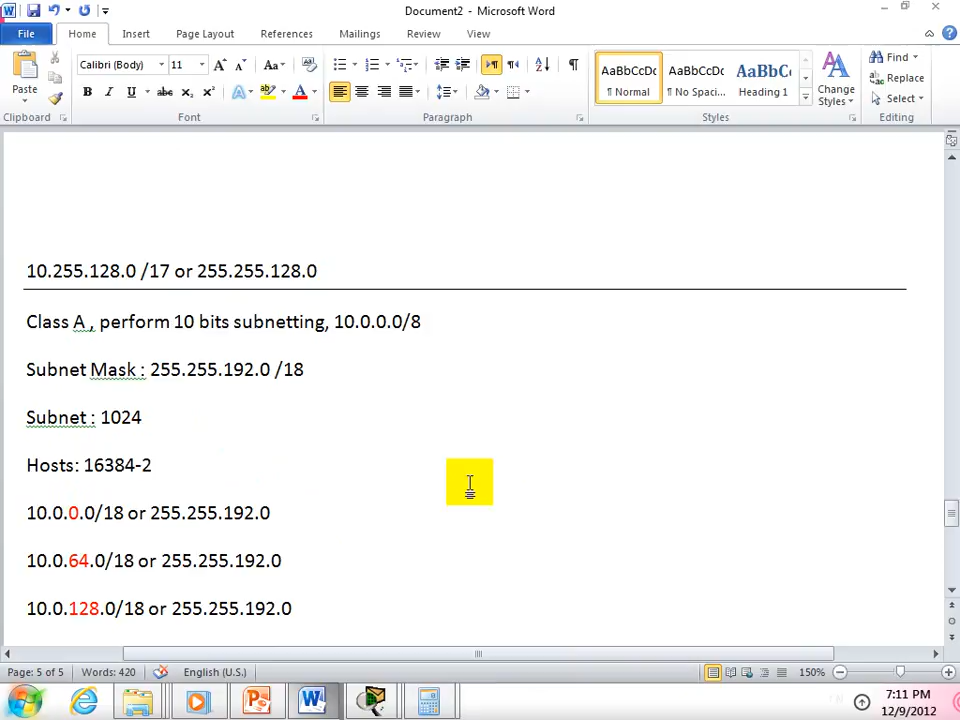 Document2 - Microsoft Word
File Home Insert Page Layout References Mailings Review View
Calibri (Body) 11 Aa
AaBbCcDc AaBbCcDc AaBbC
¶ Normal ¶ No Spaci... Heading 1
Paste
Change Styles
Find
Replace
Select
B I U abc X₂ X²
Clipboard Font Paragraph Styles Editing
10.255.128.0 /17 or 255.255.128.0
Class A , perform 10 bits subnetting, 10.0.0.0/8
Subnet Mask : 255.255.192.0 /18
Subnet : 1024
Hosts: 16384-2
10.0.0.0/18 or 255.255.192.0
10.0.64.0/18 or 255.255.192.0
10.0.128.0/18 or 255.255.192.0
Page: 5 of 5 Words: 420 English (U.S.) 150%
7:11 PM
12/9/2012